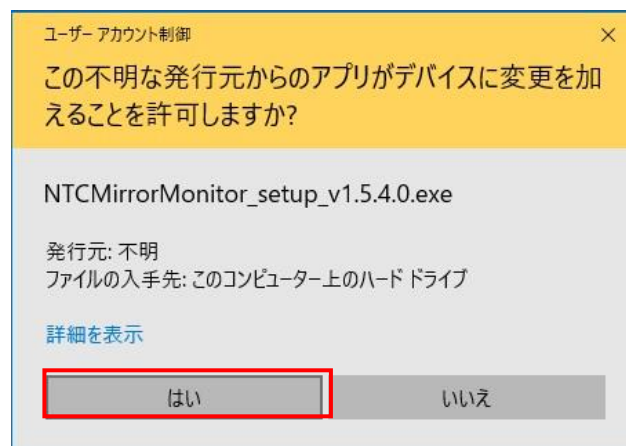 ユーザー アカウント制御
この不明な発行元からのアプリがデバイスに変更を加
えることを許可しますか?
NTCMirrorMonitor_setup_v1.5.4.0.exe
発行元: 不明
ファイルの入手先: このコンピューター上のハード ドライブ
詳細を表示
はい
いいえ